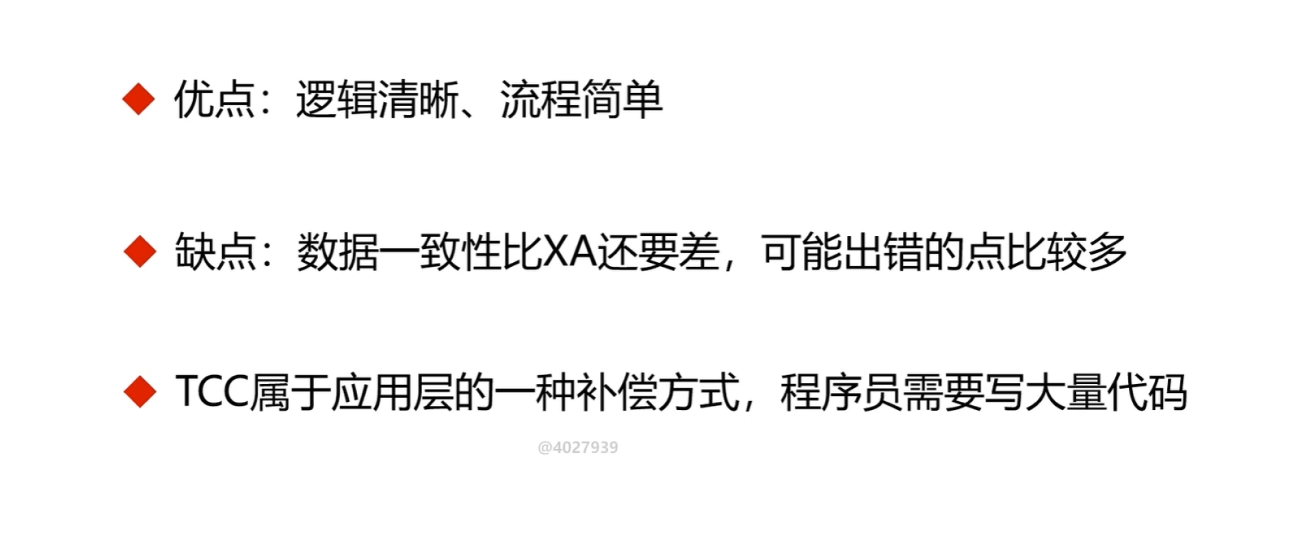 优点：逻辑清晰、流程简单
缺点：数据一致性比XA还要差，可能出错的点比较多
TCC属于应用层的一种补偿方式，程序员需要写大量代码
@4027939